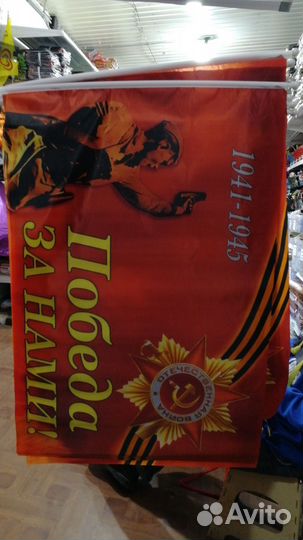 1941-1945
Победа
ЗА НАМИ!
ОТЕЧЕСТВЕННАЯ ВОЙНА
Avito